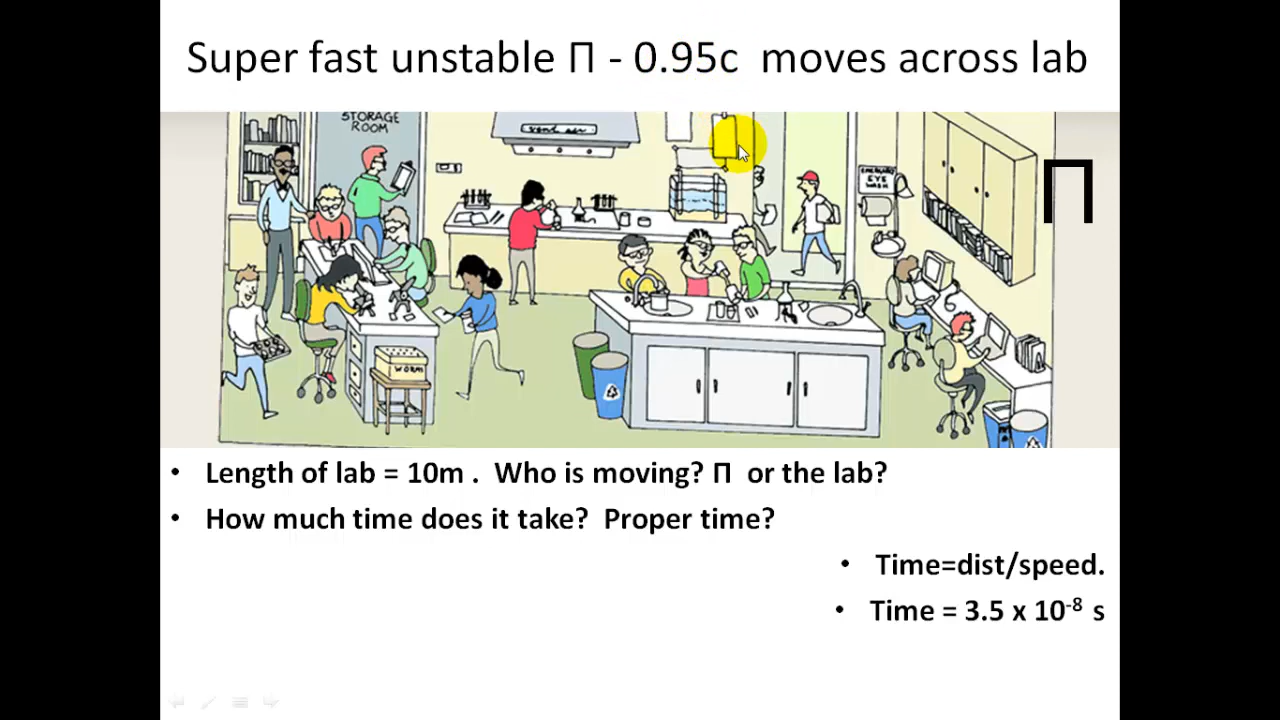 Super fast unstable Π - 0.95c moves across lab
STORAGE
ROOM
EMERGENCY
EYE
WASH
Π
WORM
• Length of lab = 10m . Who is moving? Π or the lab?
• How much time does it take? Proper time?
• Time=dist/speed.
• Time = 3.5 x 10⁻⁸ s